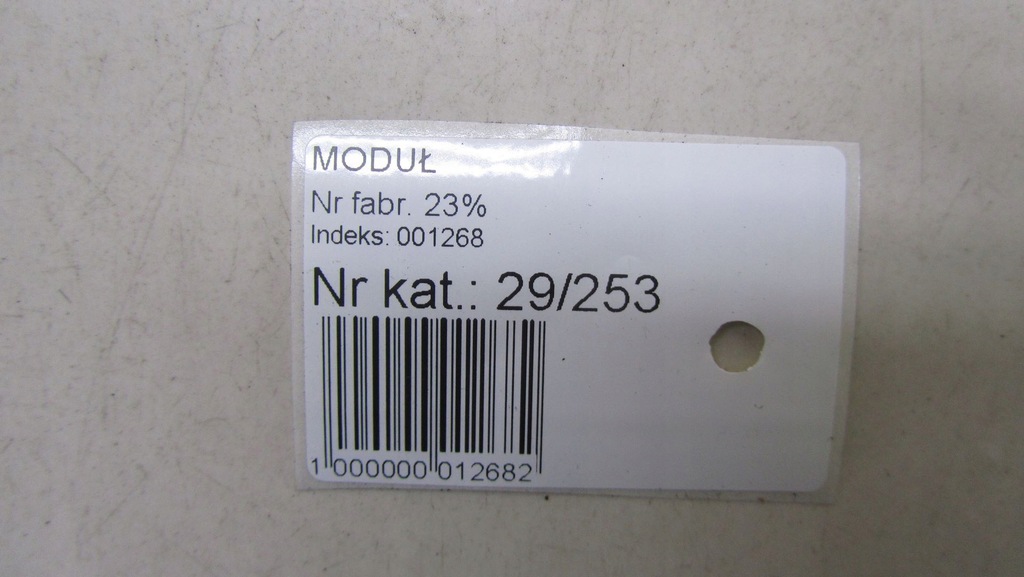 MODUŁ
Nr fabr. 23%
Indeks: 001268
Nr kat.: 29/253
1 000000 012682